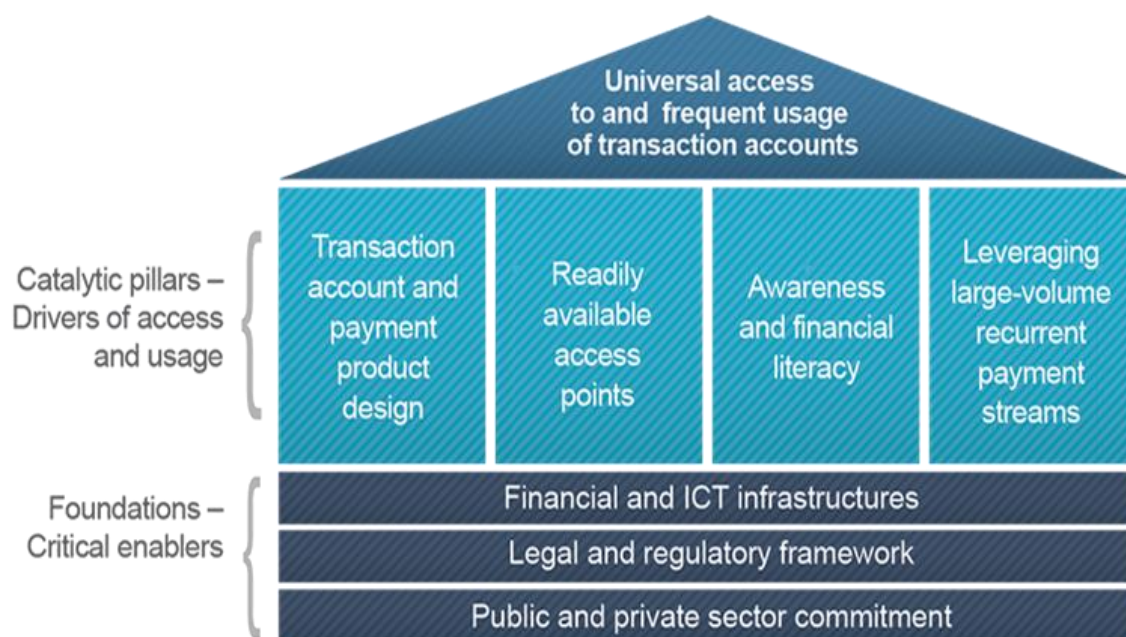 Universal access
to and frequent usage
of transaction accounts
Catalytic pillars –
Drivers of access
and usage
Transaction
account and
payment
product
design
Readily
available
access
points
Awareness
and financial
literacy
Leveraging
large-volume
recurrent
payment
streams
Foundations –
Critical enablers
Financial and ICT infrastructures
Legal and regulatory framework
Public and private sector commitment